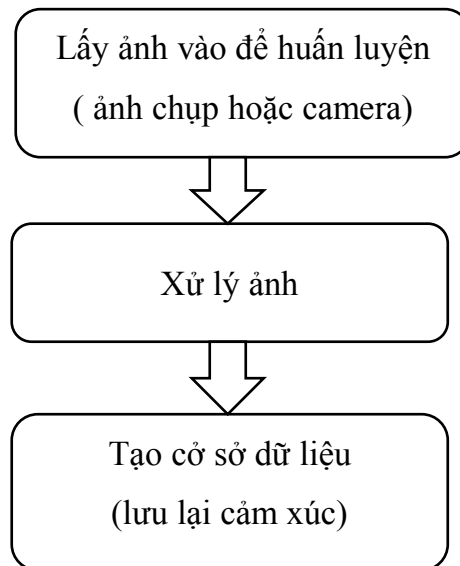 Lấy ảnh vào để huấn luyện
( ảnh chụp hoặc camera)
Xử lý ảnh
Tạo cở sở dữ liệu
(lưu lại cảm xúc)